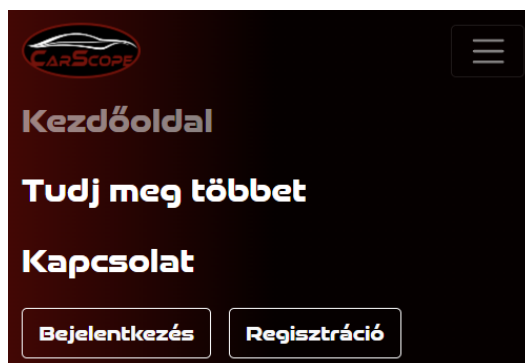 CARSCOPE
Kezdőoldal
Tudj meg többet
Kapcsolat
Bejelentkezés
Regisztráció